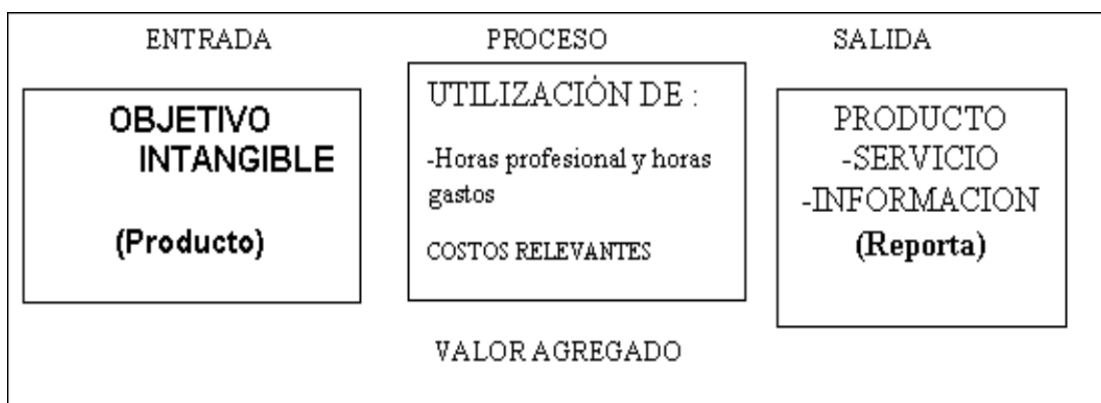 ENTRADA
OBJETIVO
INTANGIBLE
(Producto)
PROCESO
UTILIZACIÓN DE :
-Horas profesional y horas
gastos
COSTOS RELEVANTES
VALOR AGREGADO
SALIDA
PRODUCTO
-SERVICIO
-INFORMACION
(Reporta)